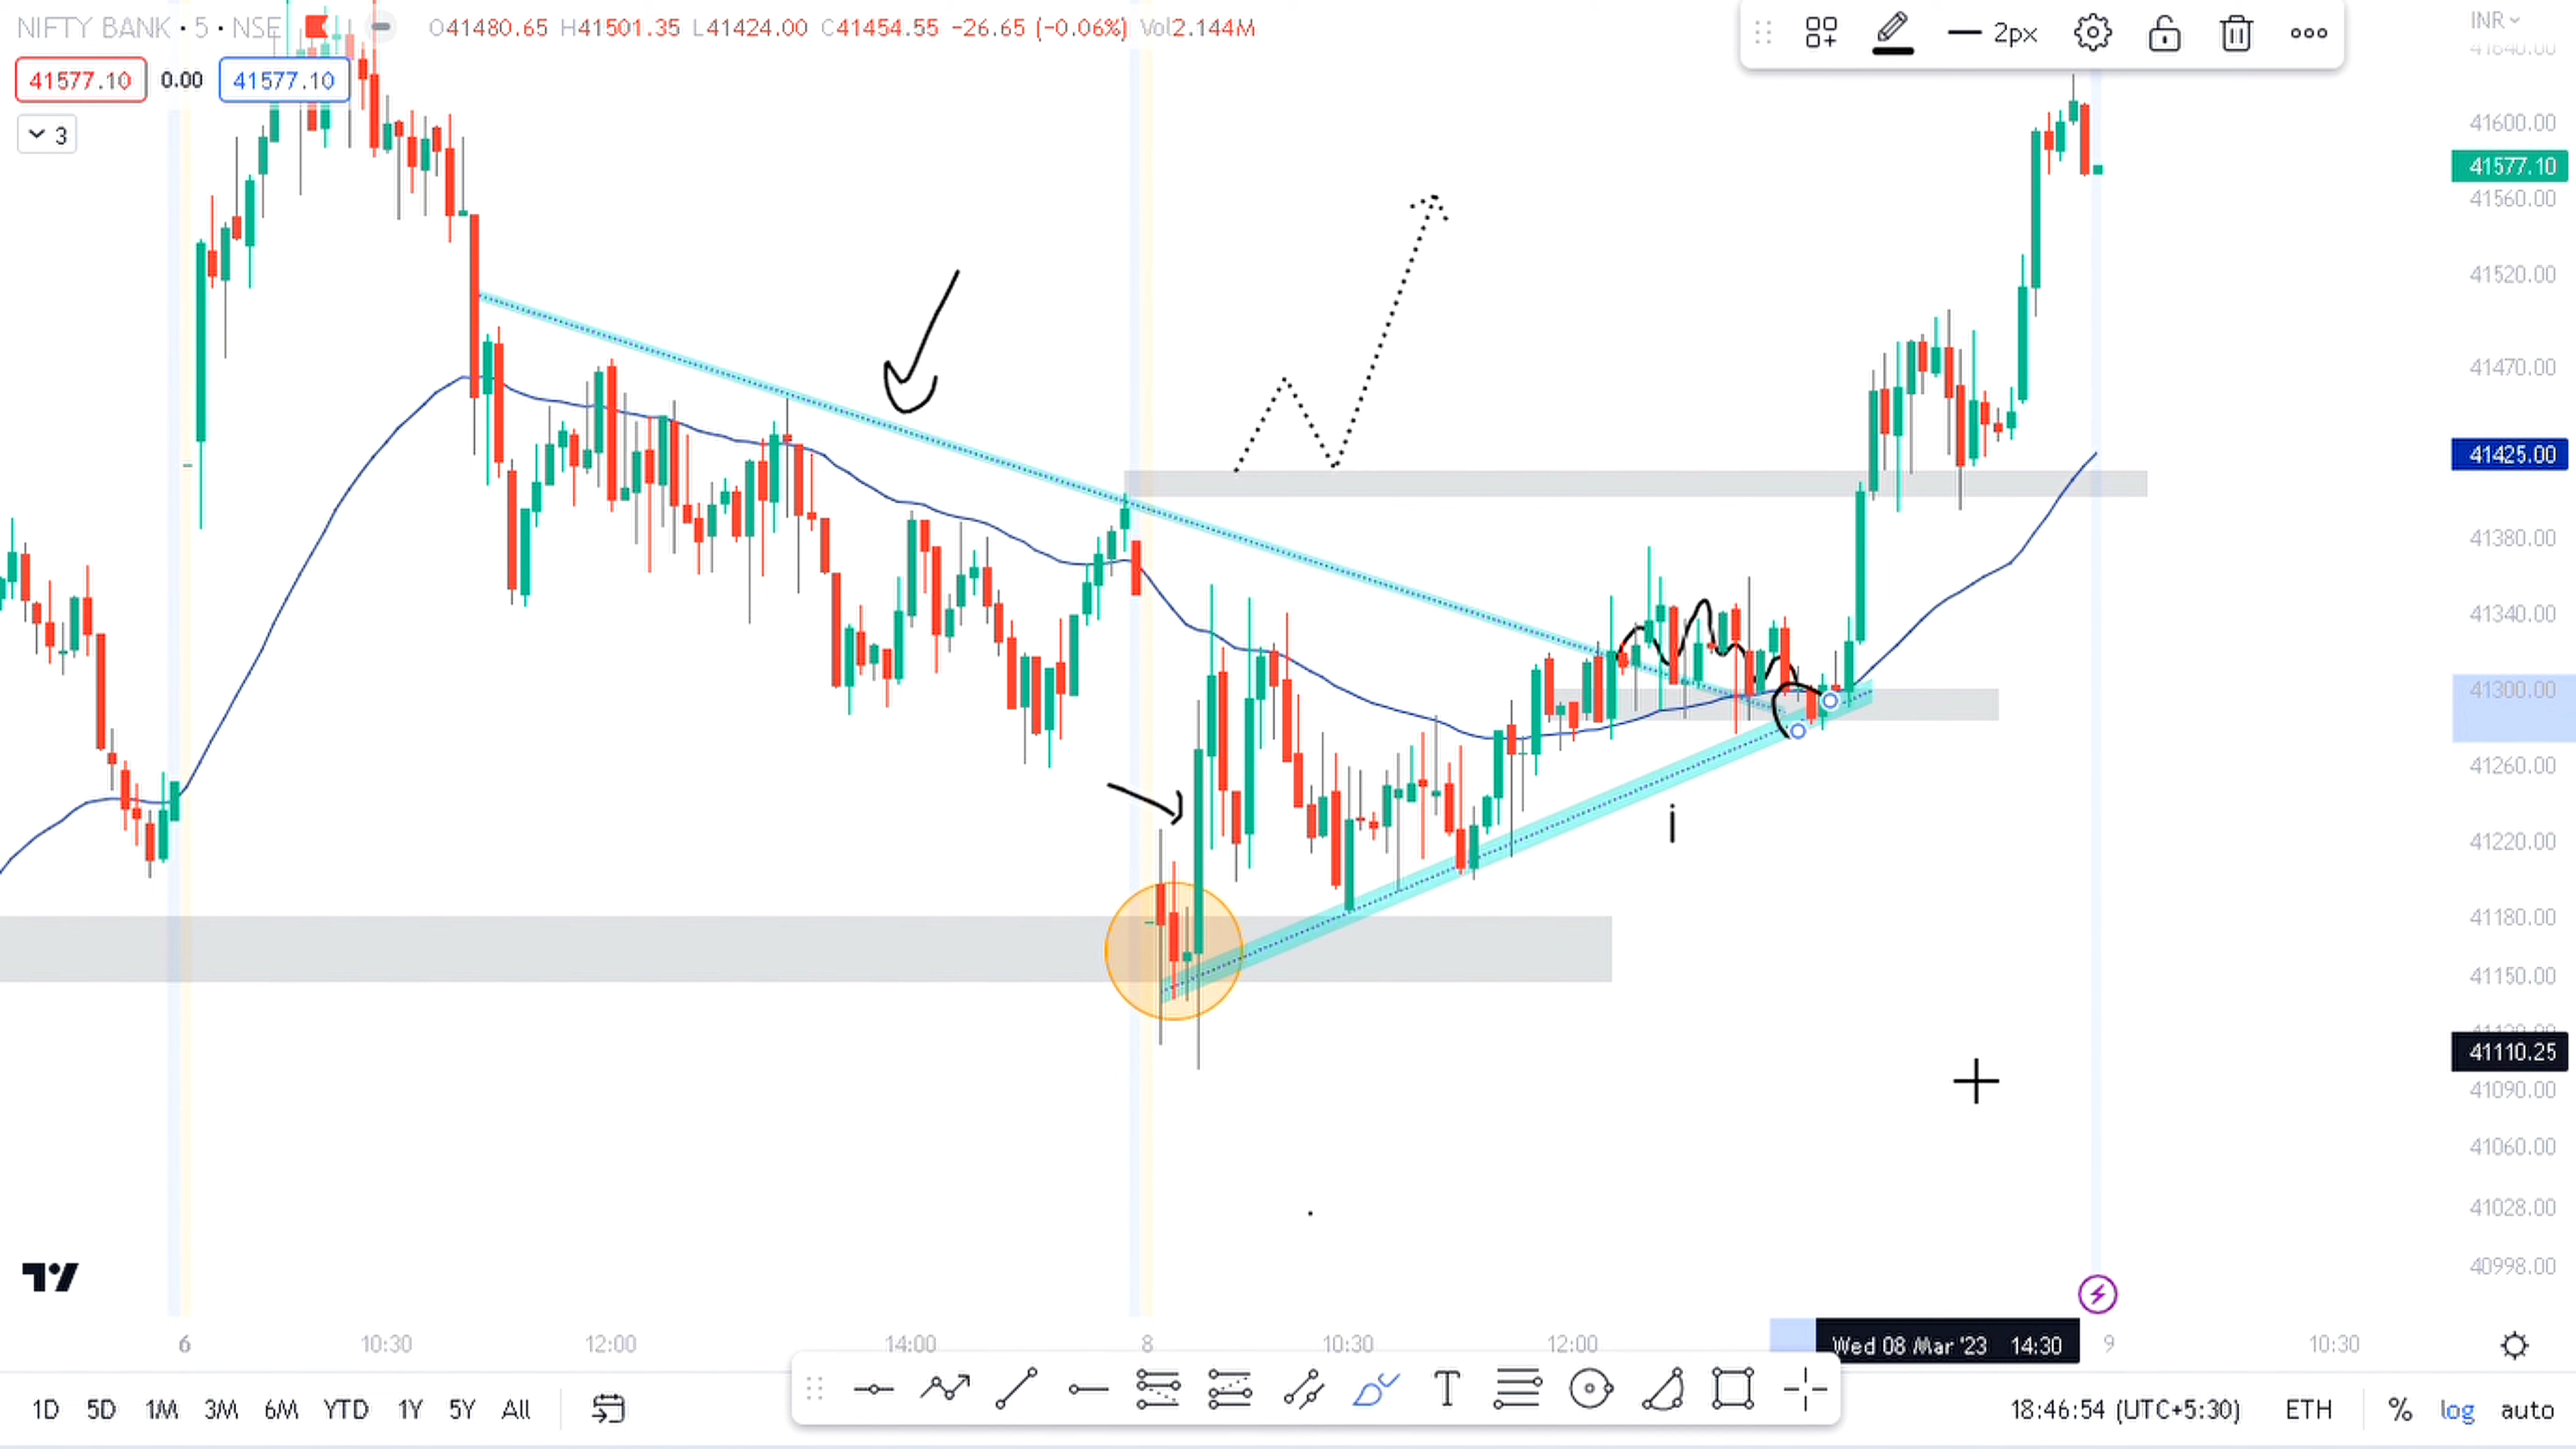 NIFTY BANK · 5 · NSE
O41480.65 H41501.35 L41424.00 C41454.55 −26.65 (−0.06%) Vol2.144M
41577.10 0.00 41577.10
3
2px
INR
41640.00
41600.00
41577.10
41560.00
41520.00
41470.00
41425.00
41380.00
41340.00
41300.00
41260.00
41220.00
41180.00
41150.00
41110.25
41090.00
41060.00
41028.00
40998.00
i
6 10:30 12:00 14:00 8 10:30 12:00 Wed 08 Mar '23 14:30 9 10:30
1D 5D 1M 3M 6M YTD 1Y 5Y All
T
18:46:54 (UTC+5:30) ETH % log auto